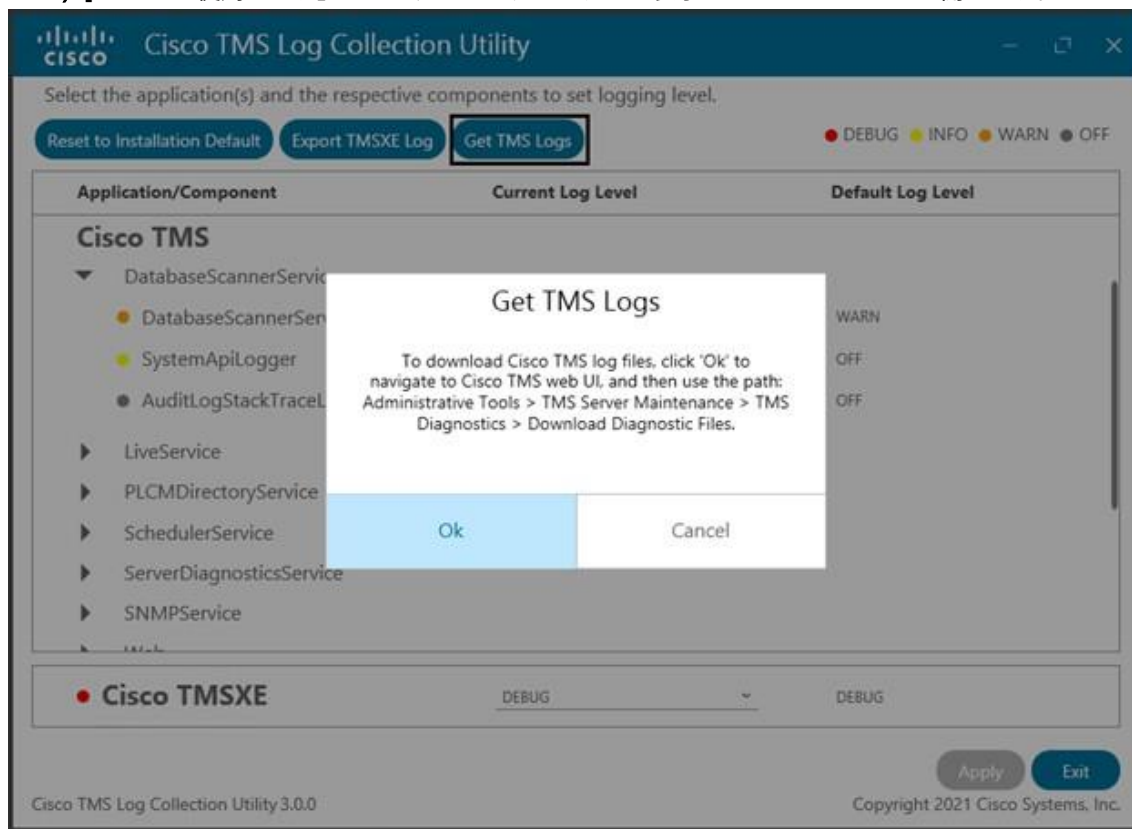 CISCO
Cisco TMS Log Collection Utility
Select the application(s) and the respective components to set logging level.
Reset to Installation Default
Export TMSXE Log
Get TMS Logs
DEBUG
INFO
WARN
OFF
Application/Component
Current Log Level
Default Log Level
Cisco TMS
DatabaseScannerServic
DatabaseScannerSer
WARN
SystemApiLogger
OFF
AuditLogStackTraceL
OFF
LiveService
PLCMDirectoryService
SchedulerService
ServerDiagnosticsService
SNMPService
Get TMS Logs
To download Cisco TMS log files, click 'Ok' to
navigate to Cisco TMS web UI, and then use the path:
Administrative Tools > TMS Server Maintenance > TMS
Diagnostics > Download Diagnostic Files.
Ok
Cancel
Cisco TMSXE
DEBUG
DEBUG
Apply
Exit
Cisco TMS Log Collection Utility 3.0.0
Copyright 2021 Cisco Systems, Inc.